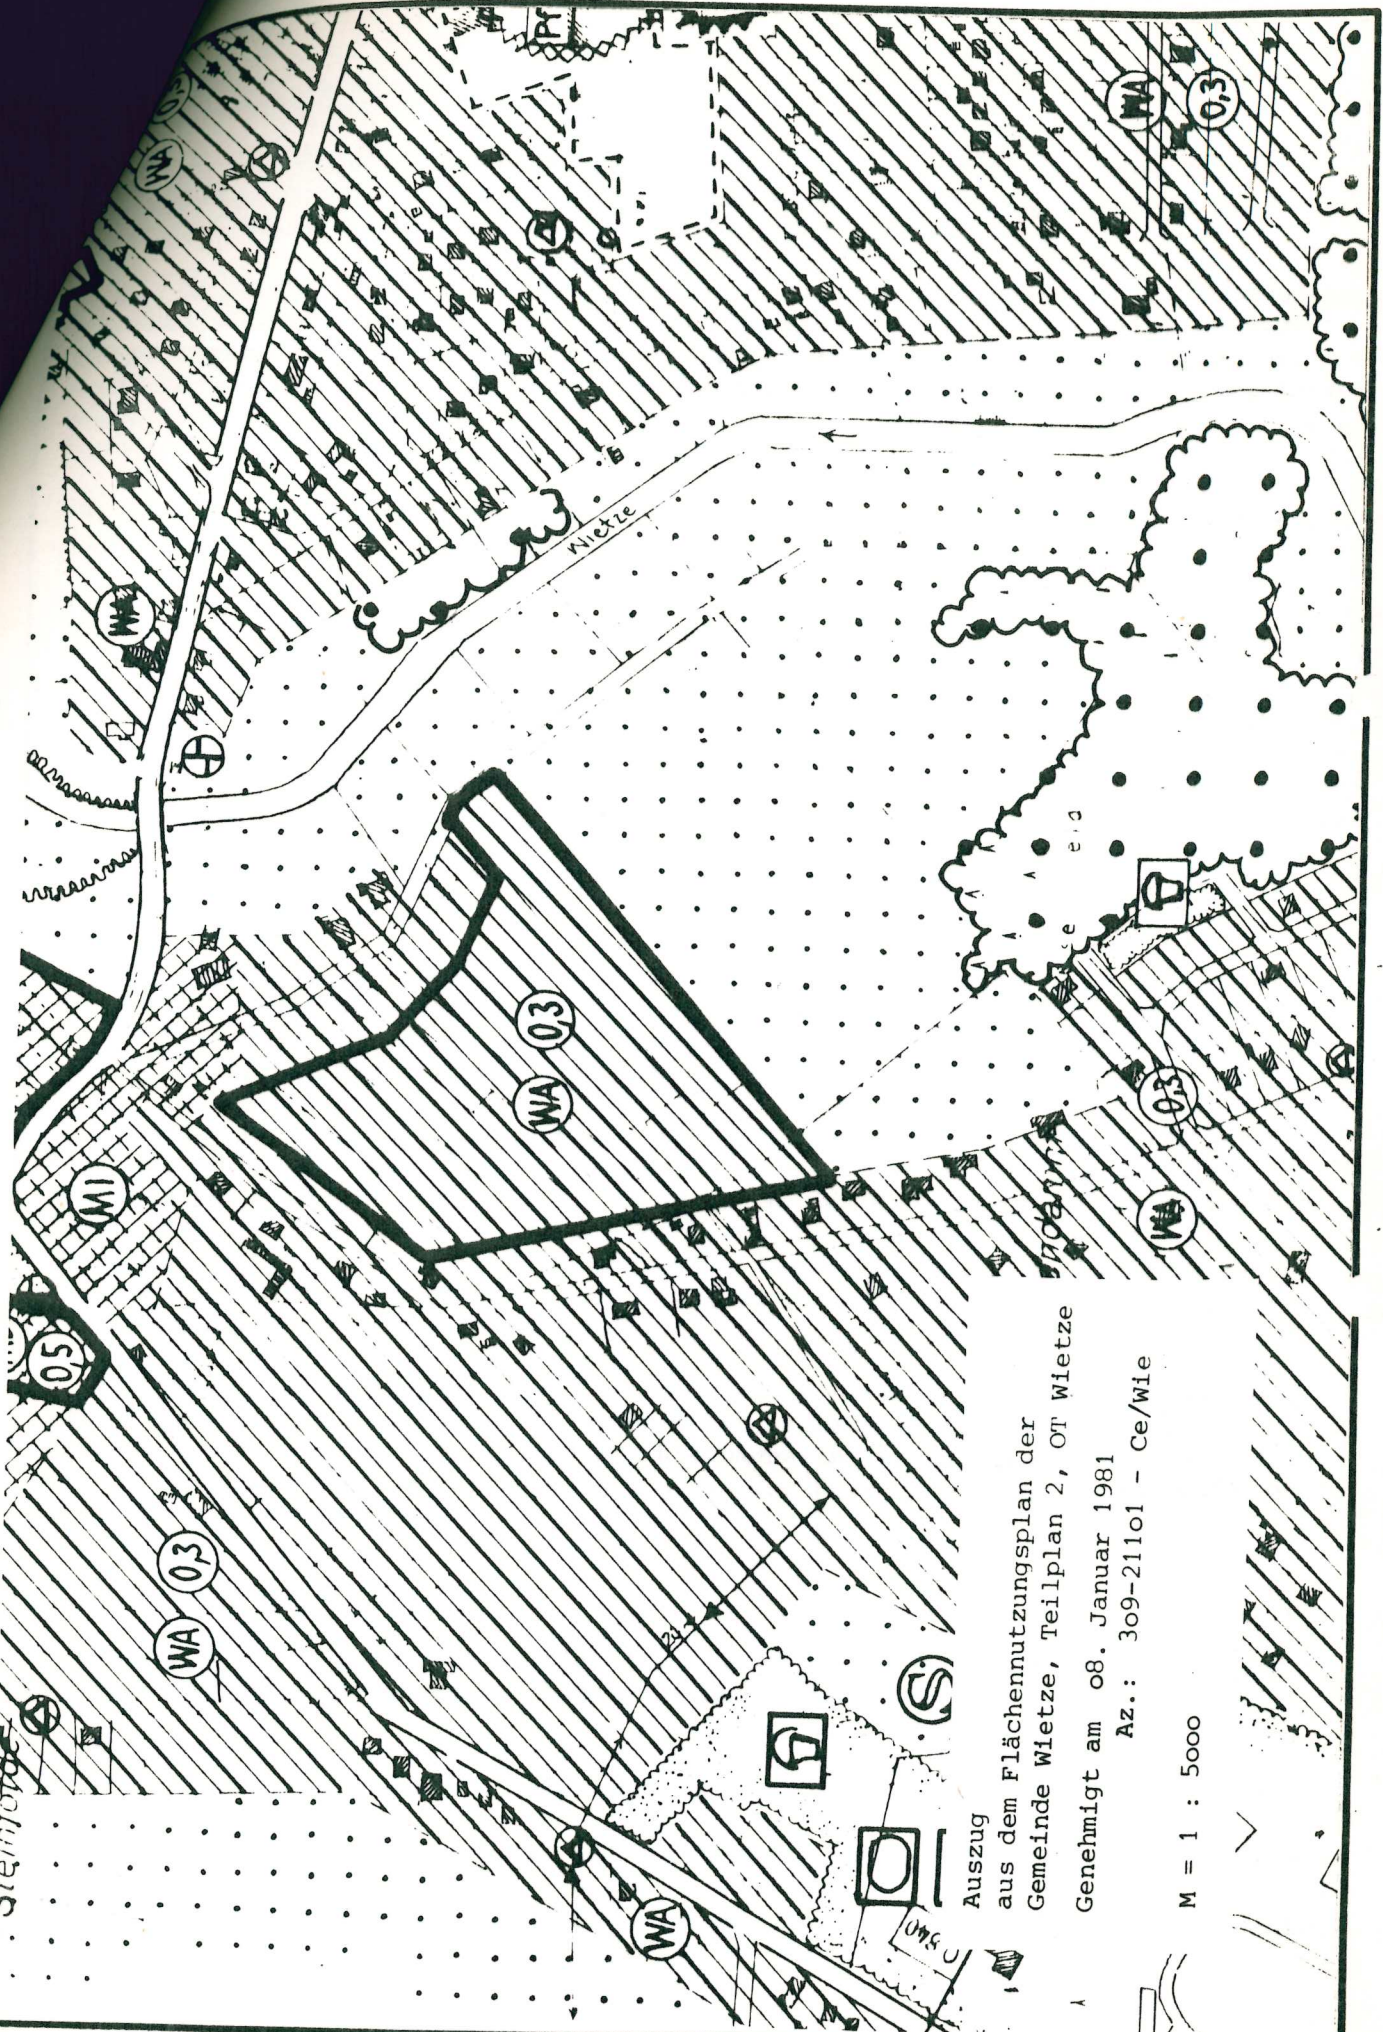 WA
0,3
WA
WA
Wietze
0,3
WA
MI
0,5
0,3
WA
0,3
WA
S
WA
Auszug
aus dem Flächennutzungsplan der
Gemeinde Wietze, Teilplan 2, OT Wietze
Genehmigt am o8. Januar 1981
Az.: 3o9-211o1 - Ce/Wie
M = 1 : 5ooo